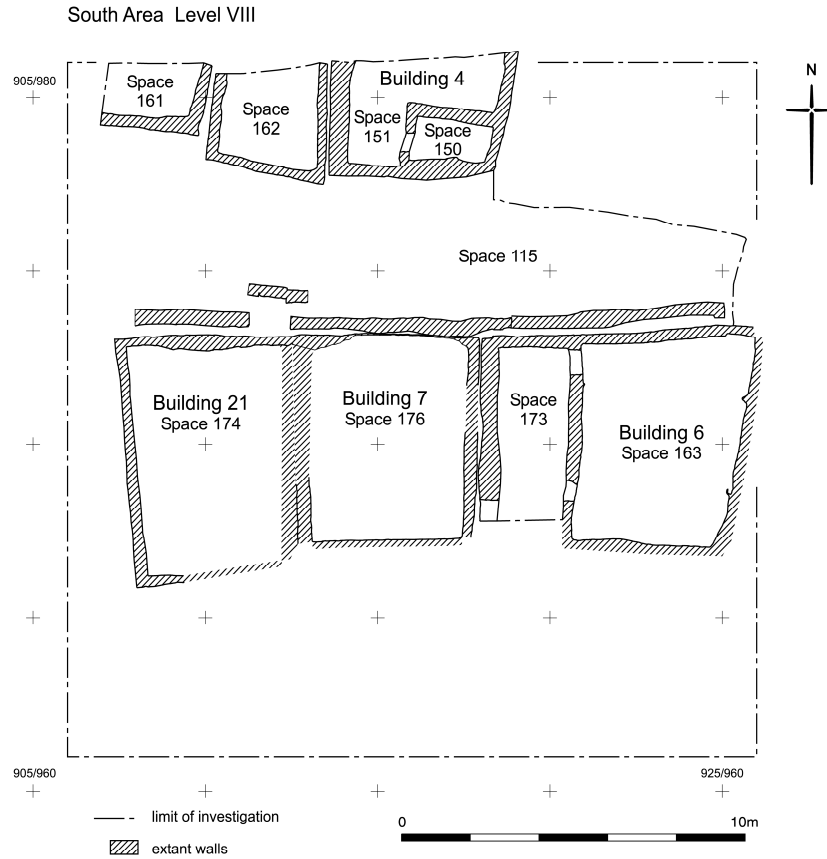 South Area Level VIII
905/980
N
Space
161
Space
162
Building 4
Space
151
Space
150
Space 115
Building 21
Space 174
Building 7
Space 176
Space
173
Building 6
Space 163
905/960
925/960
limit of investigation
extant walls
0
10m